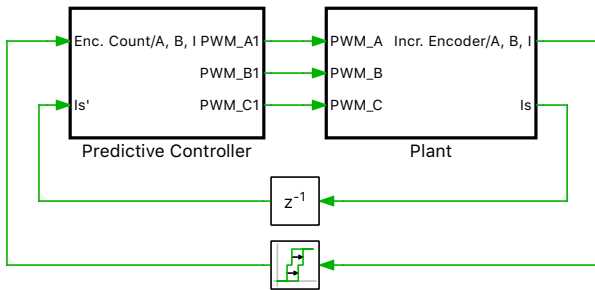 Enc. Count/A, B, I PWM_A1
PWM_B1
Is' PWM_C1
Predictive Controller
PWM_A Incr. Encoder/A, B, I
PWM_B
PWM_C Is
Plant
z⁻¹